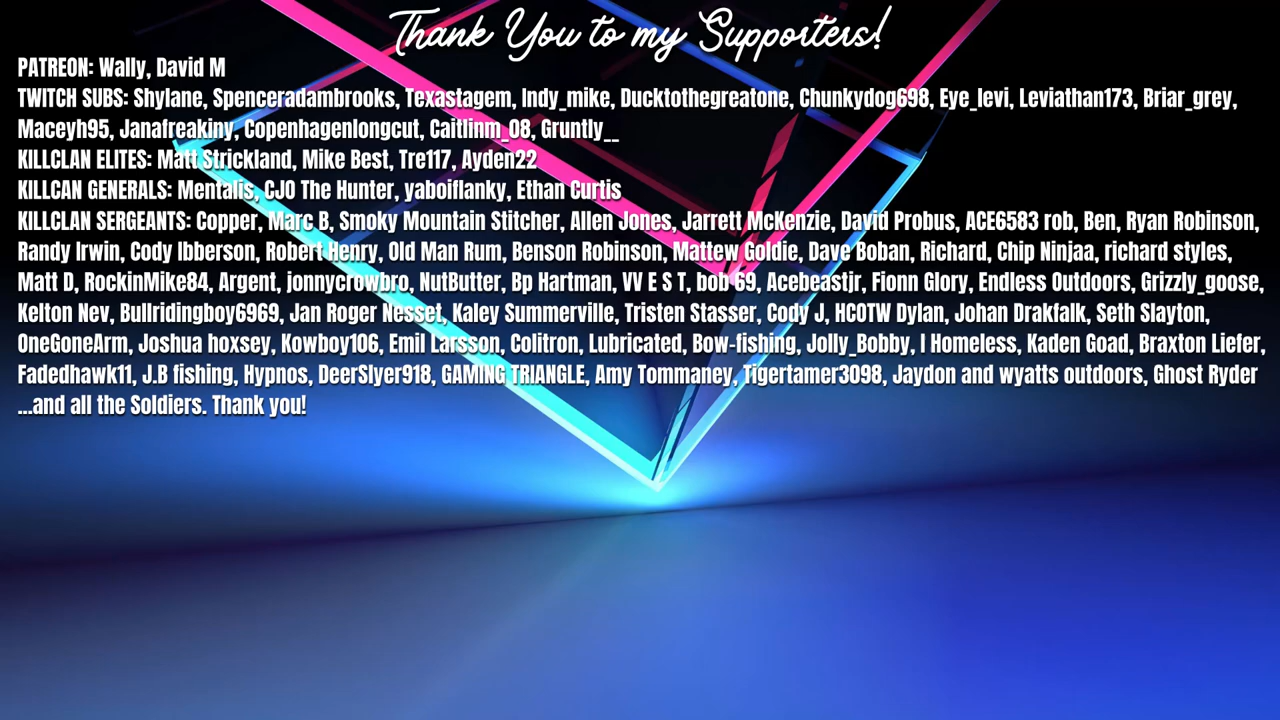 Thank You to my Supporters!
PATREON: Wally, David M
TWITCH SUBS: Shylane, Spenceradambrooks, Texastagem, Indy_mike, Ducktothegreatone, Chunkydog698, Eye_levi, Leviathan173, Briar_grey,
Maceyh95, Janafreakiny, Copenhagenlongcut, Caitlinm_08, Gruntly__
KILLCLAN ELITES: Matt Strickland, Mike Best, Tre117, Ayden22
KILLCAN GENERALS: Mentalis, CJO The Hunter, yaboiflanky, Ethan Curtis
KILLCLAN SERGEANTS: Copper, Marc B, Smoky Mountain Stitcher, Allen Jones, Jarrett McKenzie, David Probus, ACE6583 rob, Ben, Ryan Robinson,
Randy Irwin, Cody Ibberson, Robert Henry, Old Man Rum, Benson Robinson, Mattew Goldie, Dave Boban, Richard, Chip Ninjaa, richard styles,
Matt D, RockinMike84, Argent, jonnycrowbro, NutButter, Bp Hartman, VV E S T, bob 69, Acebeastjr, Fionn Glory, Endless Outdoors, Grizzly_goose,
Kelton Nev, Bullridingboy6969, Jan Roger Nesset, Kaley Summerville, Tristen Stasser, Cody J, HCOTW Dylan, Johan Drakfalk, Seth Slayton,
OneGoneArm, Joshua hoxsey, Kowboy106, Emil Larsson, Colitron, Lubricated, Bow-fishing, Jolly_Bobby, I Homeless, Kaden Goad, Braxton Liefer,
Fadedhawk11, J.B fishing, Hypnos, DeerSlyer918, GAMING TRIANGLE, Amy Tommaney, Tigertamer3098, Jaydon and wyatts outdoors, Ghost Ryder
...and all the Soldiers. Thank you!